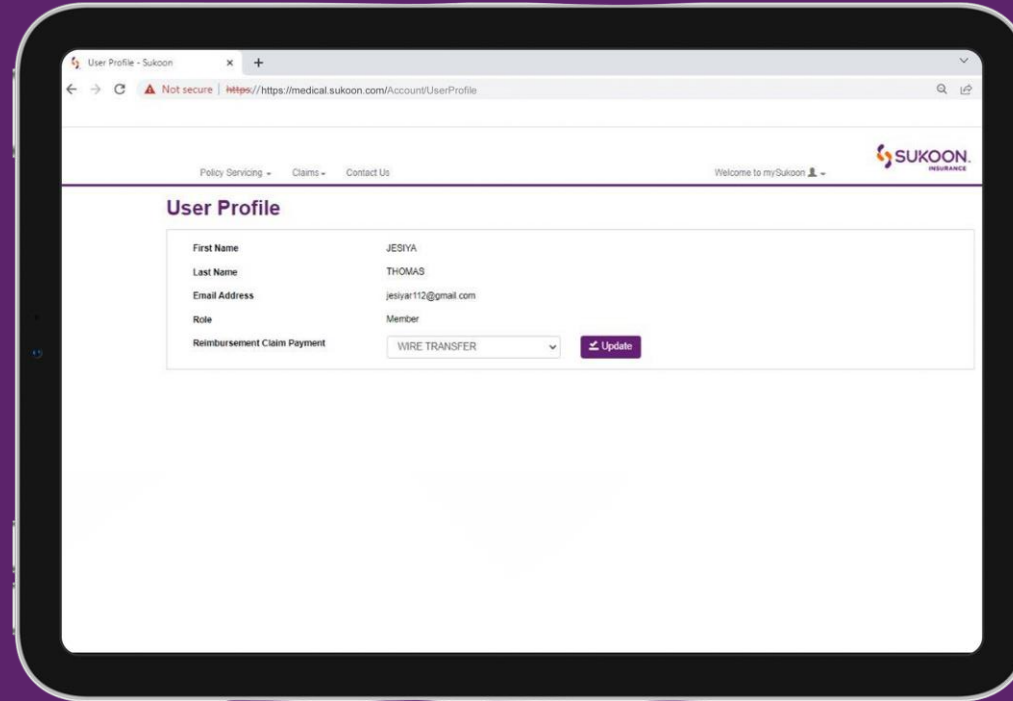 User Profile - Sukoon
Not secure | https://https://medical.sukoon.com/Account/UserProfile
SUKOON.
INSURANCE
Policy Servicing Claims Contact Us Welcome to mySukoon
User Profile
First Name JESIYA
Last Name THOMAS
Email Address jesiyar112@gmail.com
Role Member
Reimbursement Claim Payment WIRE TRANSFER Update